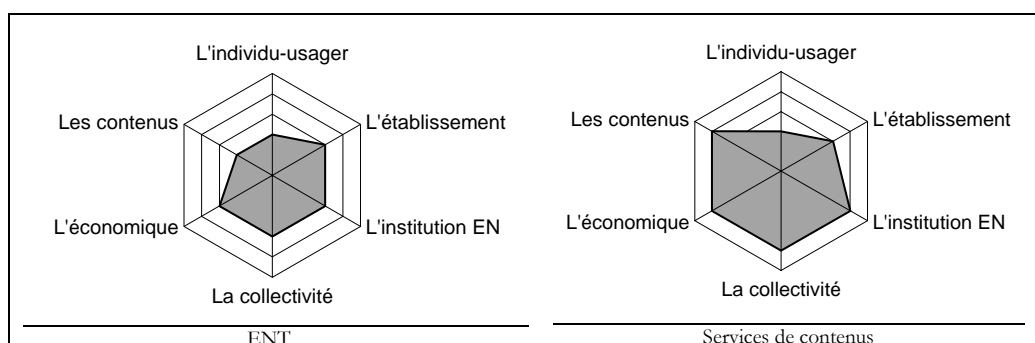 L'individu-usager
Les contenus
L'établissement
L'économique
L'institution EN
La collectivité
ENT
L'individu-usager
Les contenus
L'établissement
L'économique
L'institution EN
La collectivité
Services de contenus